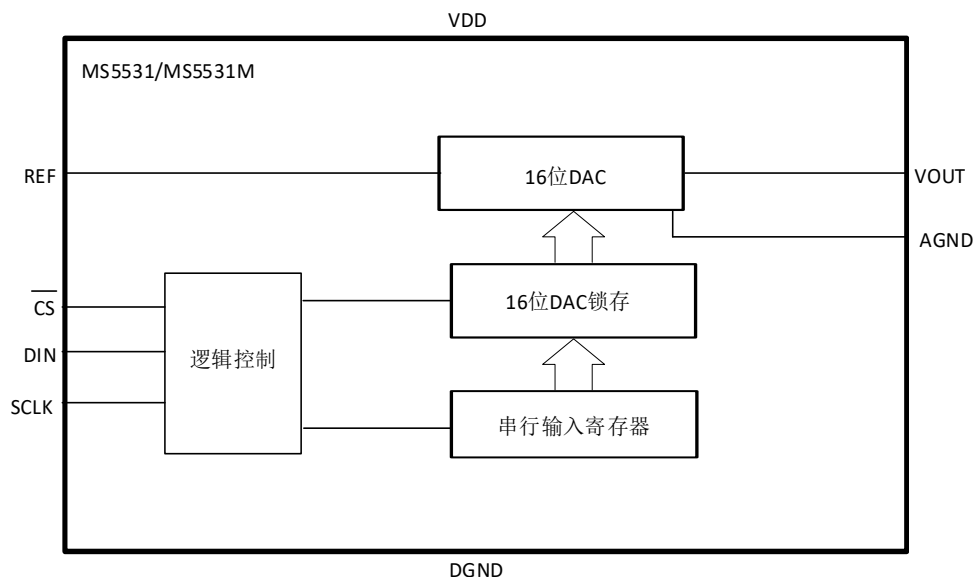 VDD
MS5531/MS5531M
REF
16位DAC
VOUT
AGND
CS
16位DAC锁存
DIN
逻辑控制
SCLK
串行输入寄存器
DGND